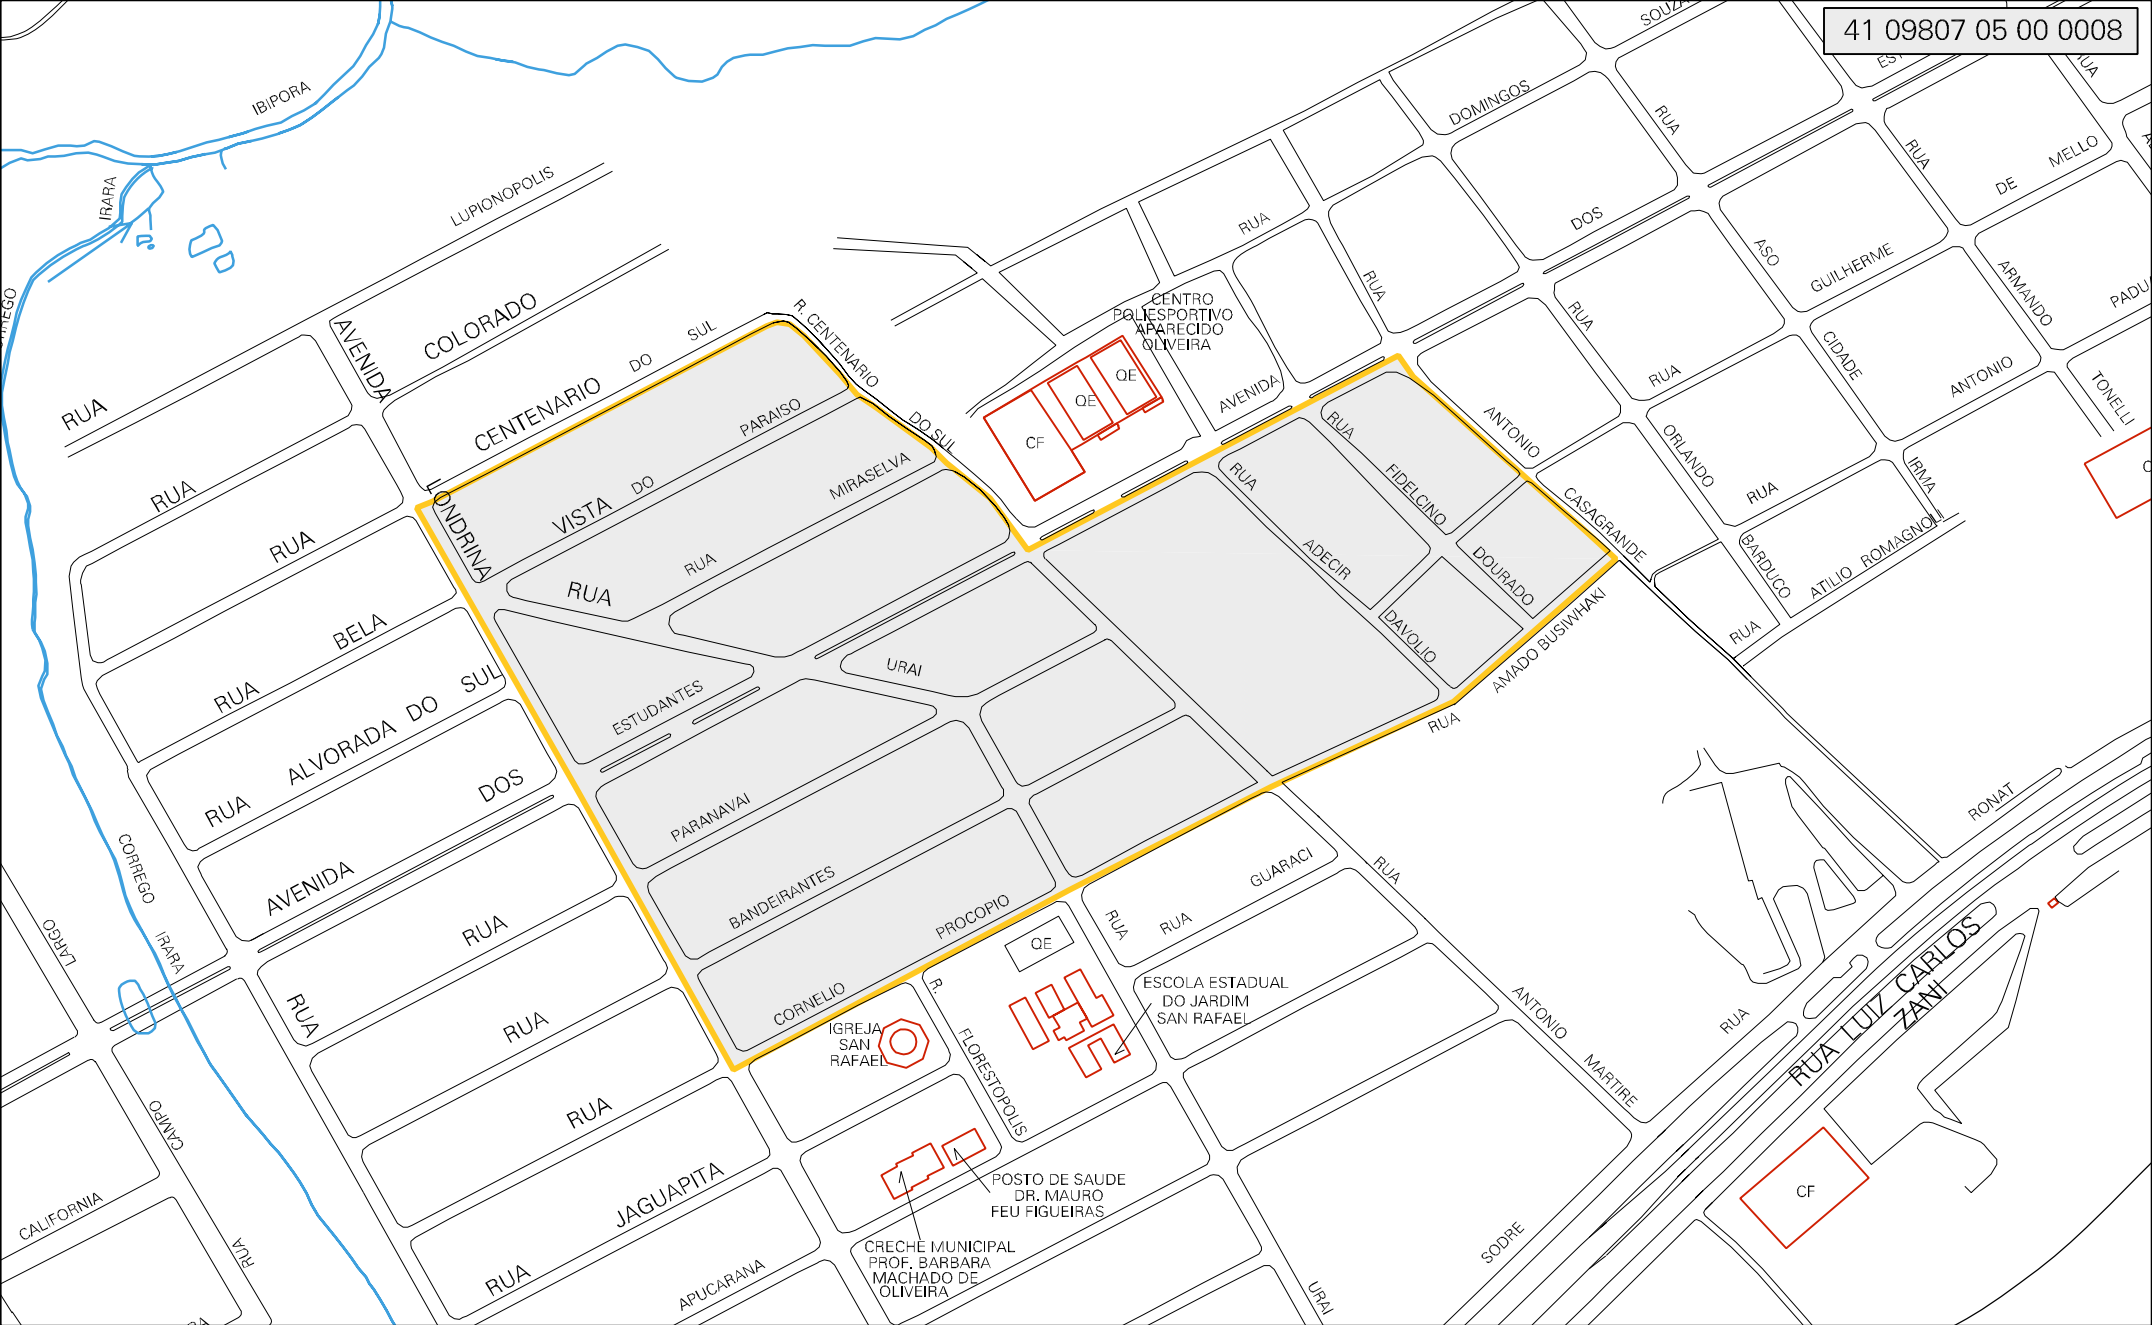 41 09807 05 00 0008
SOUZA
RUA
IBIPORA
DOMINGOS
RUA
RUA
MELLO
DE
IRARA
LUPIONOPOLIS
RUA
DOS
ASO
GUILHERME
ARMANDO
RUA
RUA
CENTRO
POLIESPORTIVO
APARECIDO
OLIVEIRA
R. CENTENARIO
DO SUL
AVENIDA
COLORADO
CENTENARIO DO SUL
CIDADE
RUA
ANTONIO
TONELLI
QE
QE
CF
AVENIDA
RUA
RUA
VISTA DO PARAISO
RUA MIRASELVA
RUA
FIDELCINO
DOURADO
ANTONIO
CASAGRANDE
ORLANDO
BARDUCO
RUA
IRMA
RUA
LONDRINA
RUA
RUA
ADECIR
DAVOLIO
ATILIO ROMAGNOLI
RUA
RUA
BELA
AMADO BUSIWHAKI
RUA
RUA
URAI
RUA
ALVORADA DO SUL
ESTUDANTES
DOS
AVENIDA
RUA
PARANAVAI
BANDEIRANTES
PROCOPIO
CORNELIO
RUA
GUARACI
RUA
RUA
RONAT
CORREGO
IRARA
LARGO
CAMPO
RUA
RUA
RUA
QE
R.
FLORESTOPOLIS
ESCOLA ESTADUAL
DO JARDIM
SAN RAFAEL
IGREJA
SAN
RAFAEL
ANTONIO
MARTIRE
RUA
RUA LUIZ CARLOS
ZANI
RUA
JAGUAPITA
POSTO DE SAUDE
DR. MAURO
FEU FIGUEIRAS
CF
CALIFORNIA
RUA
RUA
CRECHE MUNICIPAL
PROF. BARBARA
MACHADO DE
OLIVEIRA
APUCARANA
SODRE
URAI